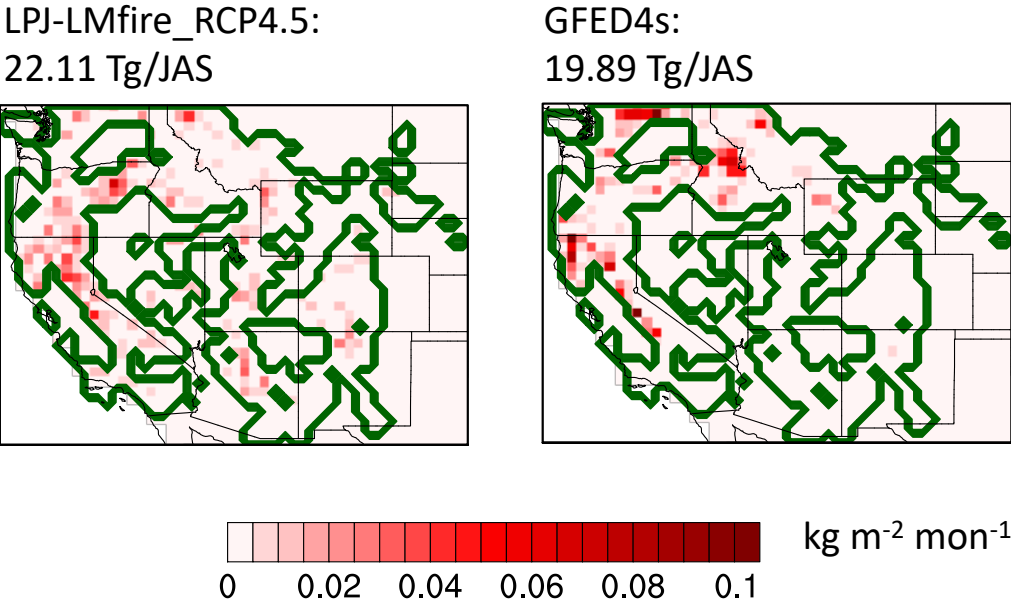 LPJ-LMfire_RCP4.5:
22.11 Tg/JAS
GFED4s:
19.89 Tg/JAS
kg m⁻² mon⁻¹
0 0.02 0.04 0.06 0.08 0.1